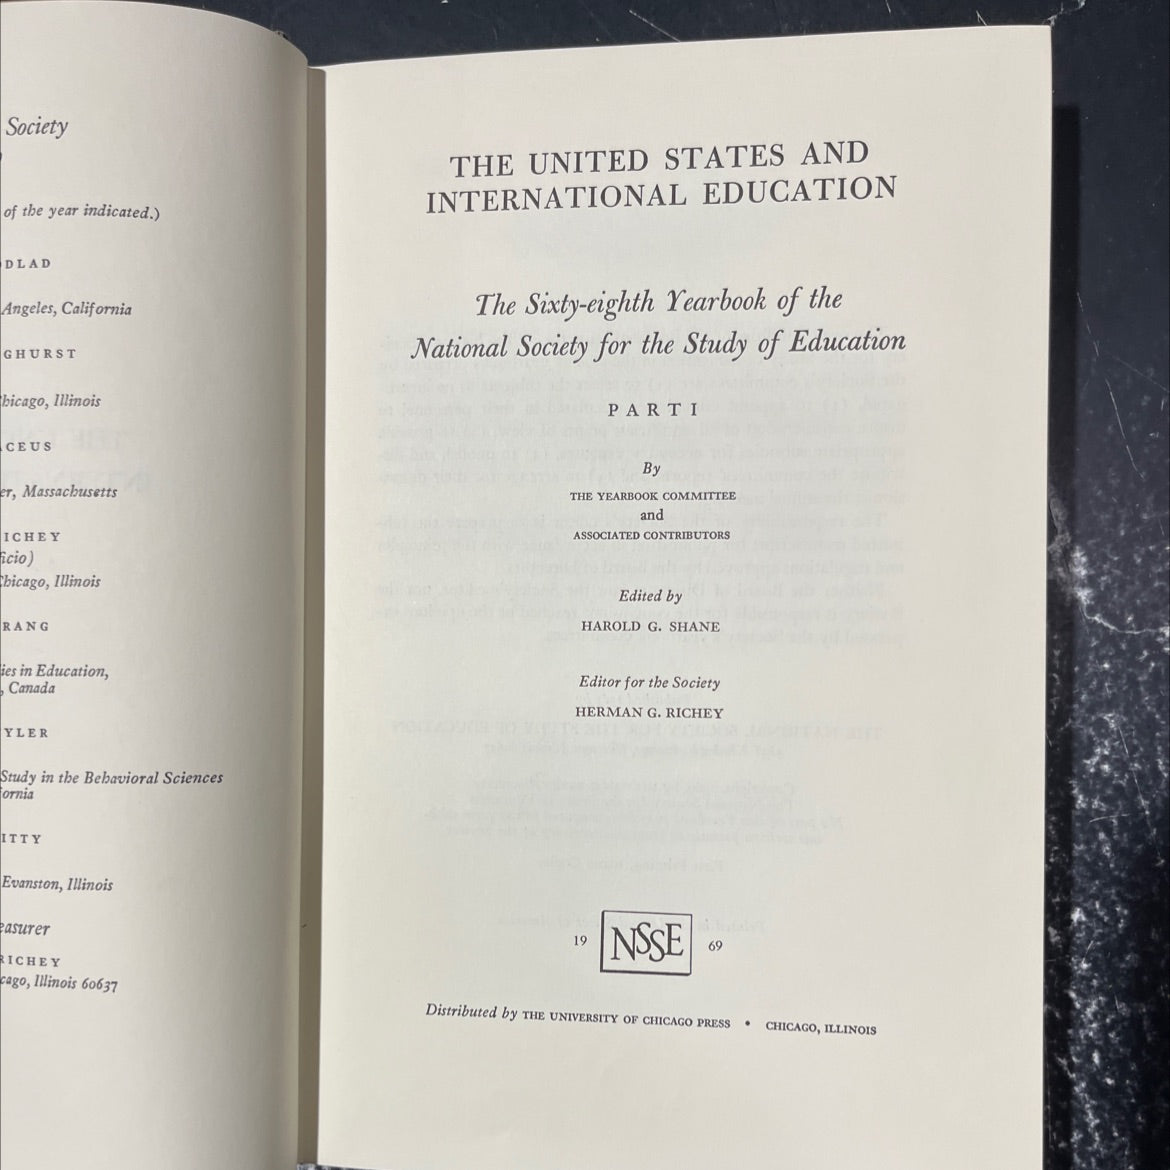 Society
of the year indicated.)
DLAD
Angeles, California
GHURST
hicago, Illinois
CEUS
er, Massachusetts
ICHEY
ficio)
Chicago, Illinois
RANG
ies in Education,
, Canada
YLER
Study in the Behavioral Sciences
ornia
ITTY
Evanston, Illinois
easurer
RICHEY
cago, Illinois 60637
THE UNITED STATES AND
INTERNATIONAL EDUCATION
The Sixty-eighth Yearbook of the
National Society for the Study of Education
PART I
By
THE YEARBOOK COMMITTEE
and
ASSOCIATED CONTRIBUTORS
Edited by
HAROLD G. SHANE
Editor for the Society
HERMAN G. RICHEY
19 NSSE 69
Distributed by THE UNIVERSITY OF CHICAGO PRESS • CHICAGO, ILLINOIS